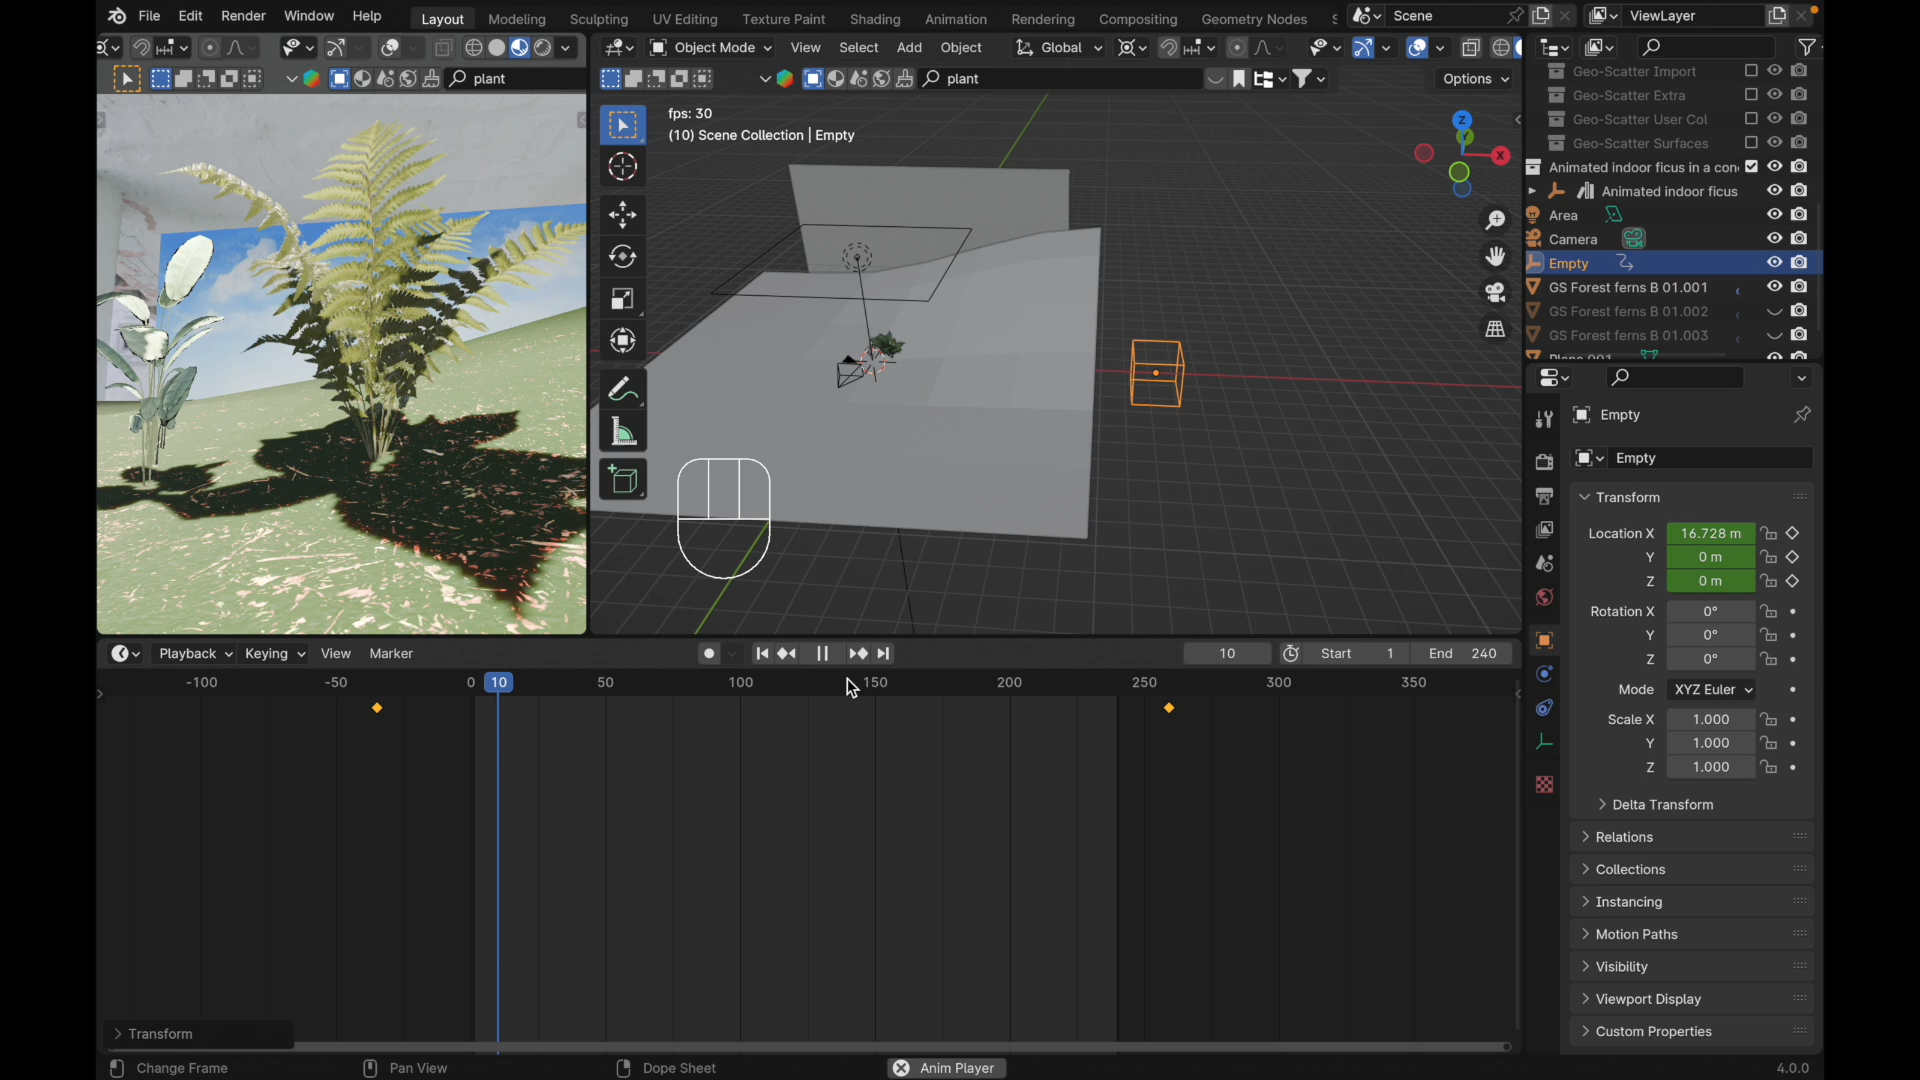 File Edit Render Window Help Layout Modeling Sculpting UV Editing Texture Paint Shading Animation Rendering Compositing Geometry Nodes Scene ViewLayer
Object Mode View Select Add Object Global
plant
plant Options
fps: 30
(10) Scene Collection | Empty
Z
X
Geo-Scatter Import
Geo-Scatter Extra
Geo-Scatter User Col
Geo-Scatter Surfaces
Animated indoor ficus in a con
Animated indoor ficus
Area
Camera
Empty
GS Forest ferns B 01.001
GS Forest ferns B 01.002
GS Forest ferns B 01.003
Plane 001
Empty
Empty
Transform
Location X 16.728 m
Y 0 m
Z 0 m
Rotation X 0°
Y 0°
Z 0°
Mode XYZ Euler
Scale X 1.000
Y 1.000
Z 1.000
Delta Transform
Relations
Collections
Instancing
Motion Paths
Visibility
Viewport Display
Custom Properties
Playback Keying View Marker 10 Start 1 End 240
-100 -50 0 10 50 100 150 200 250 300 350
Transform
Change Frame Pan View Dope Sheet Anim Player 4.0.0